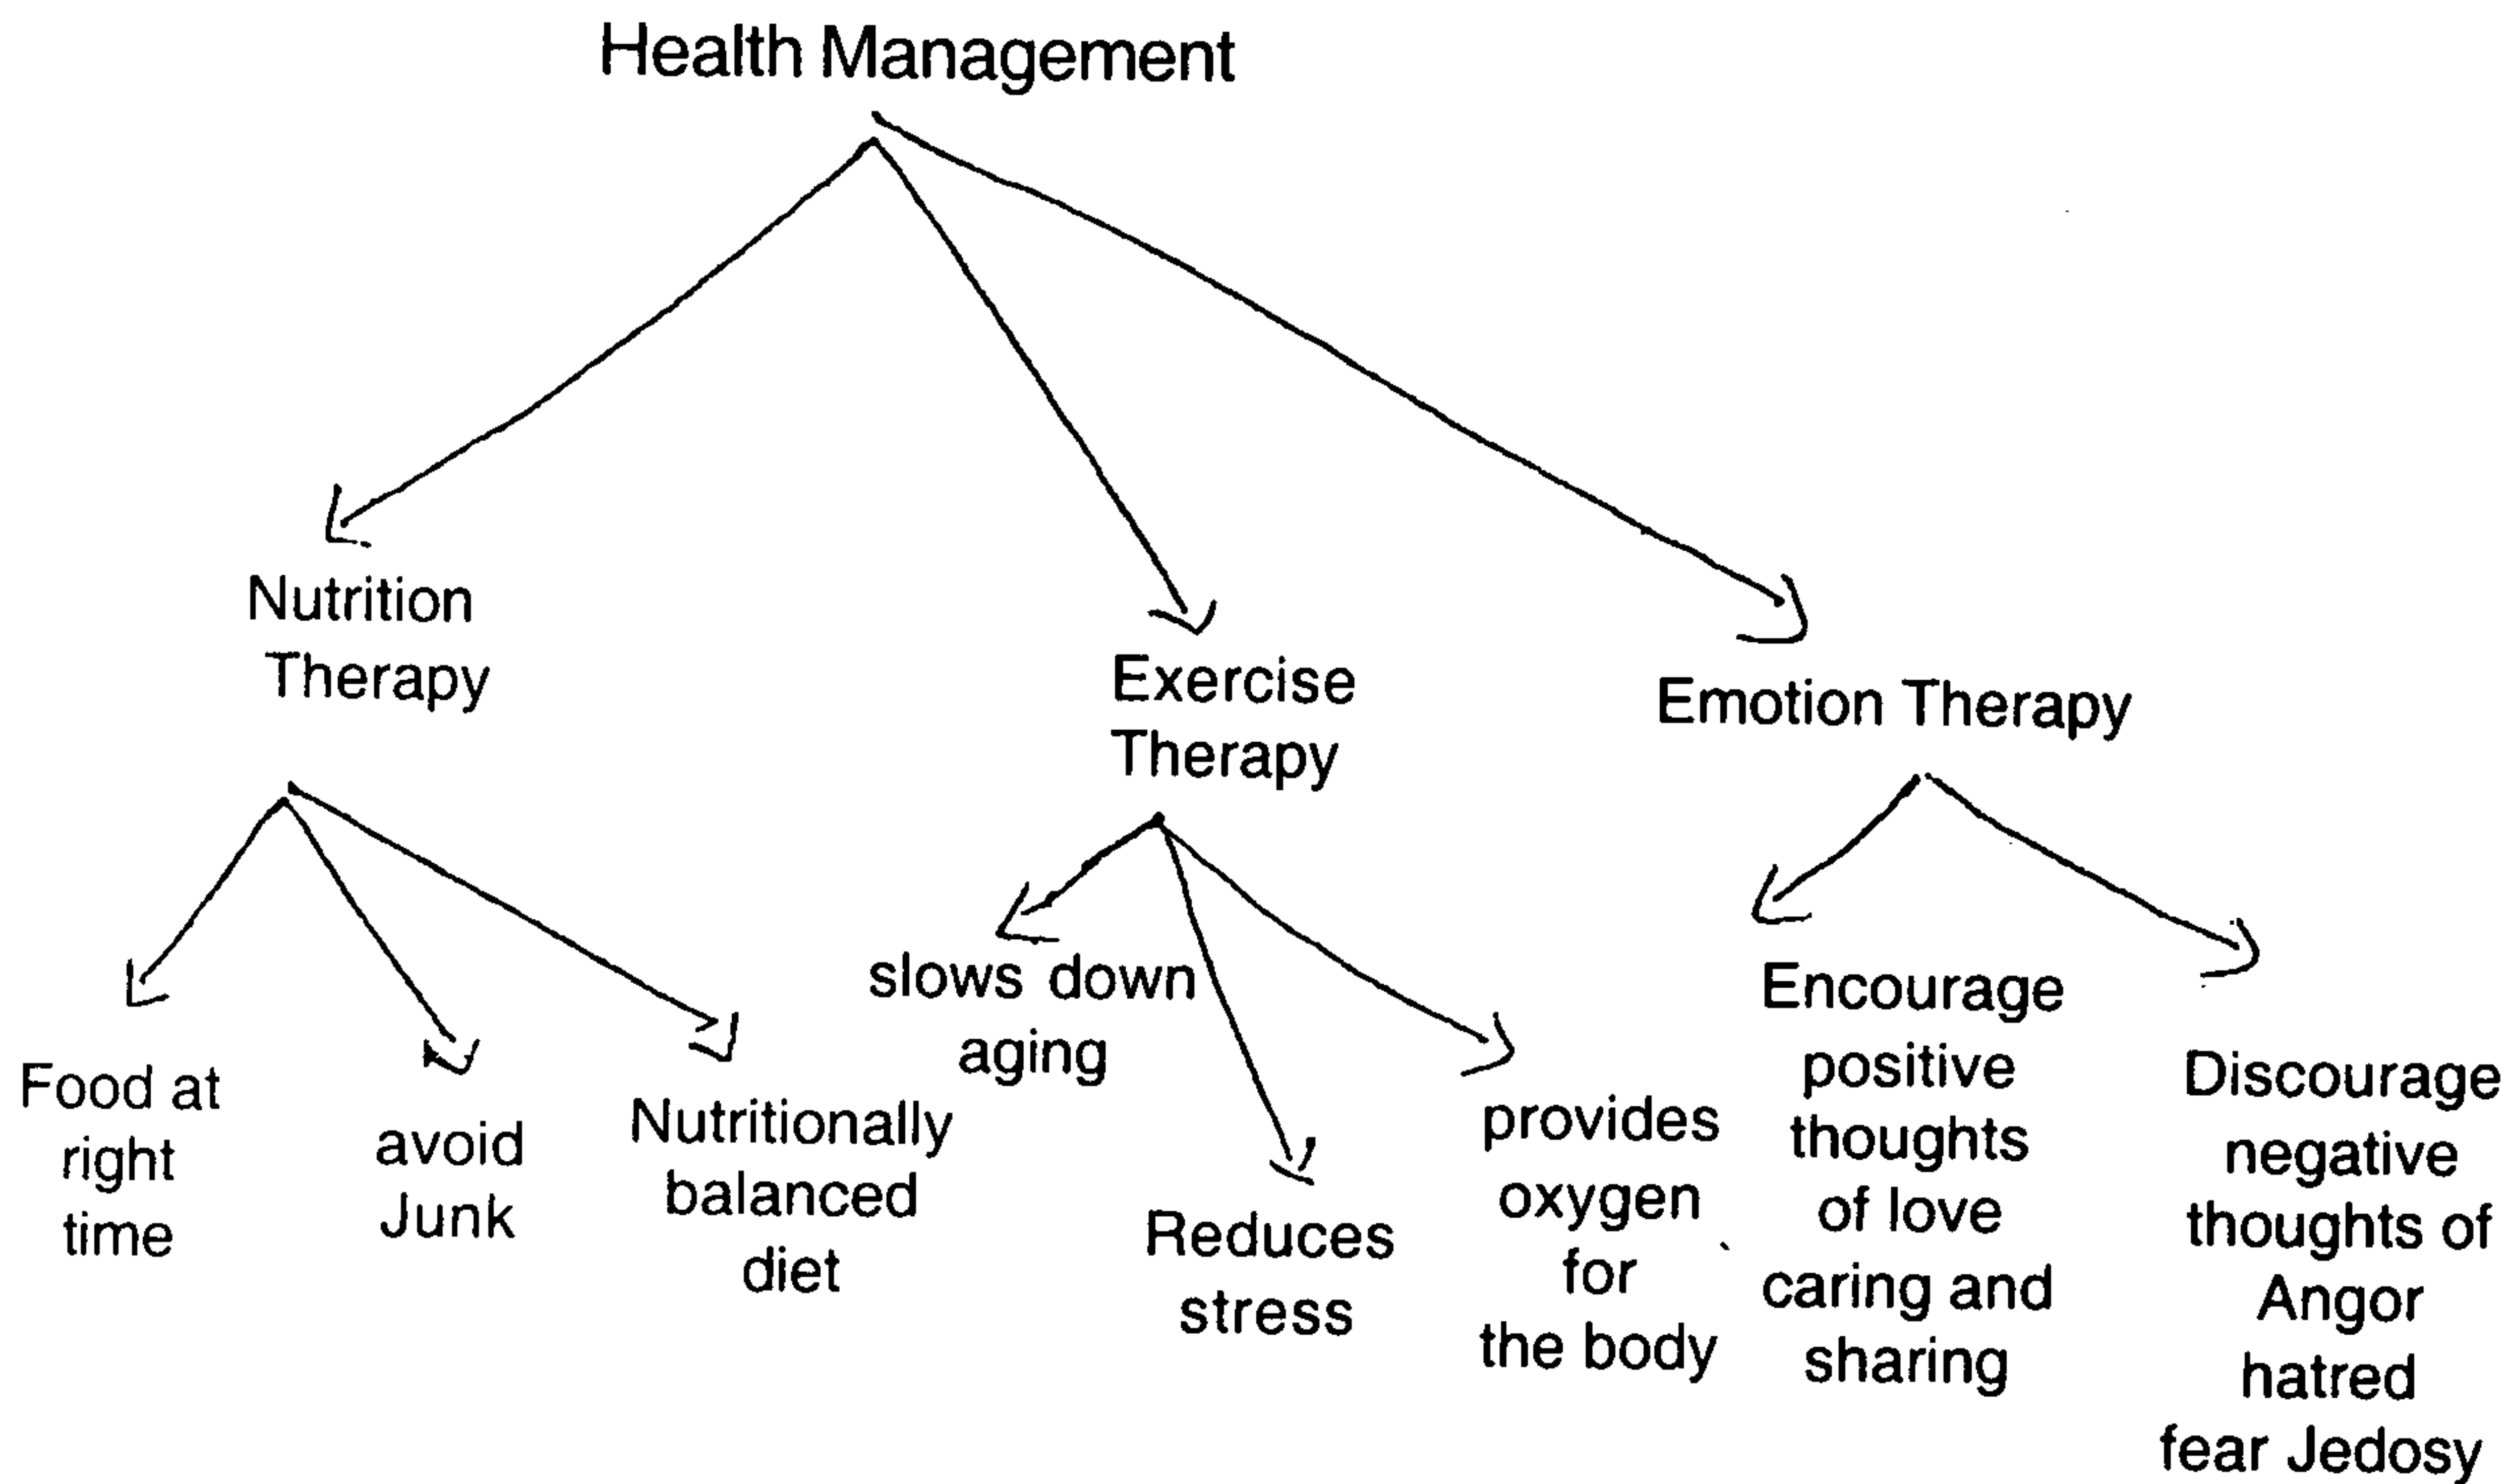 Health Management
Nutrition
Therapy
Exercise
Therapy
Emotion Therapy
Food at
right
time
avoid
Junk
Nutritionally
balanced
diet
slows down
aging
Reduces
stress
provides
oxygen
for
the body
Encourage
positive
thoughts
of love
caring and
sharing
Discourage
negative
thoughts of
Angor
hatred
fear Jedosy